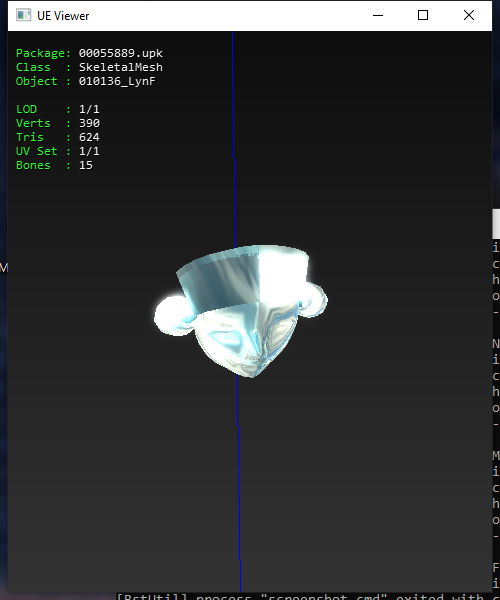 UE Viewer
Package: 00055889.upk
Class : SkeletalMesh
Object : 010136_LynF
LOD : 1/1
Verts : 390
Tris : 624
UV Set : 1/1
Bones : 15
M
i
c
h
o
-
N
i
c
h
o
-
M
i
c
h
o
-
F
i
[BstUtil] process "screenshot.cmd" exited with c